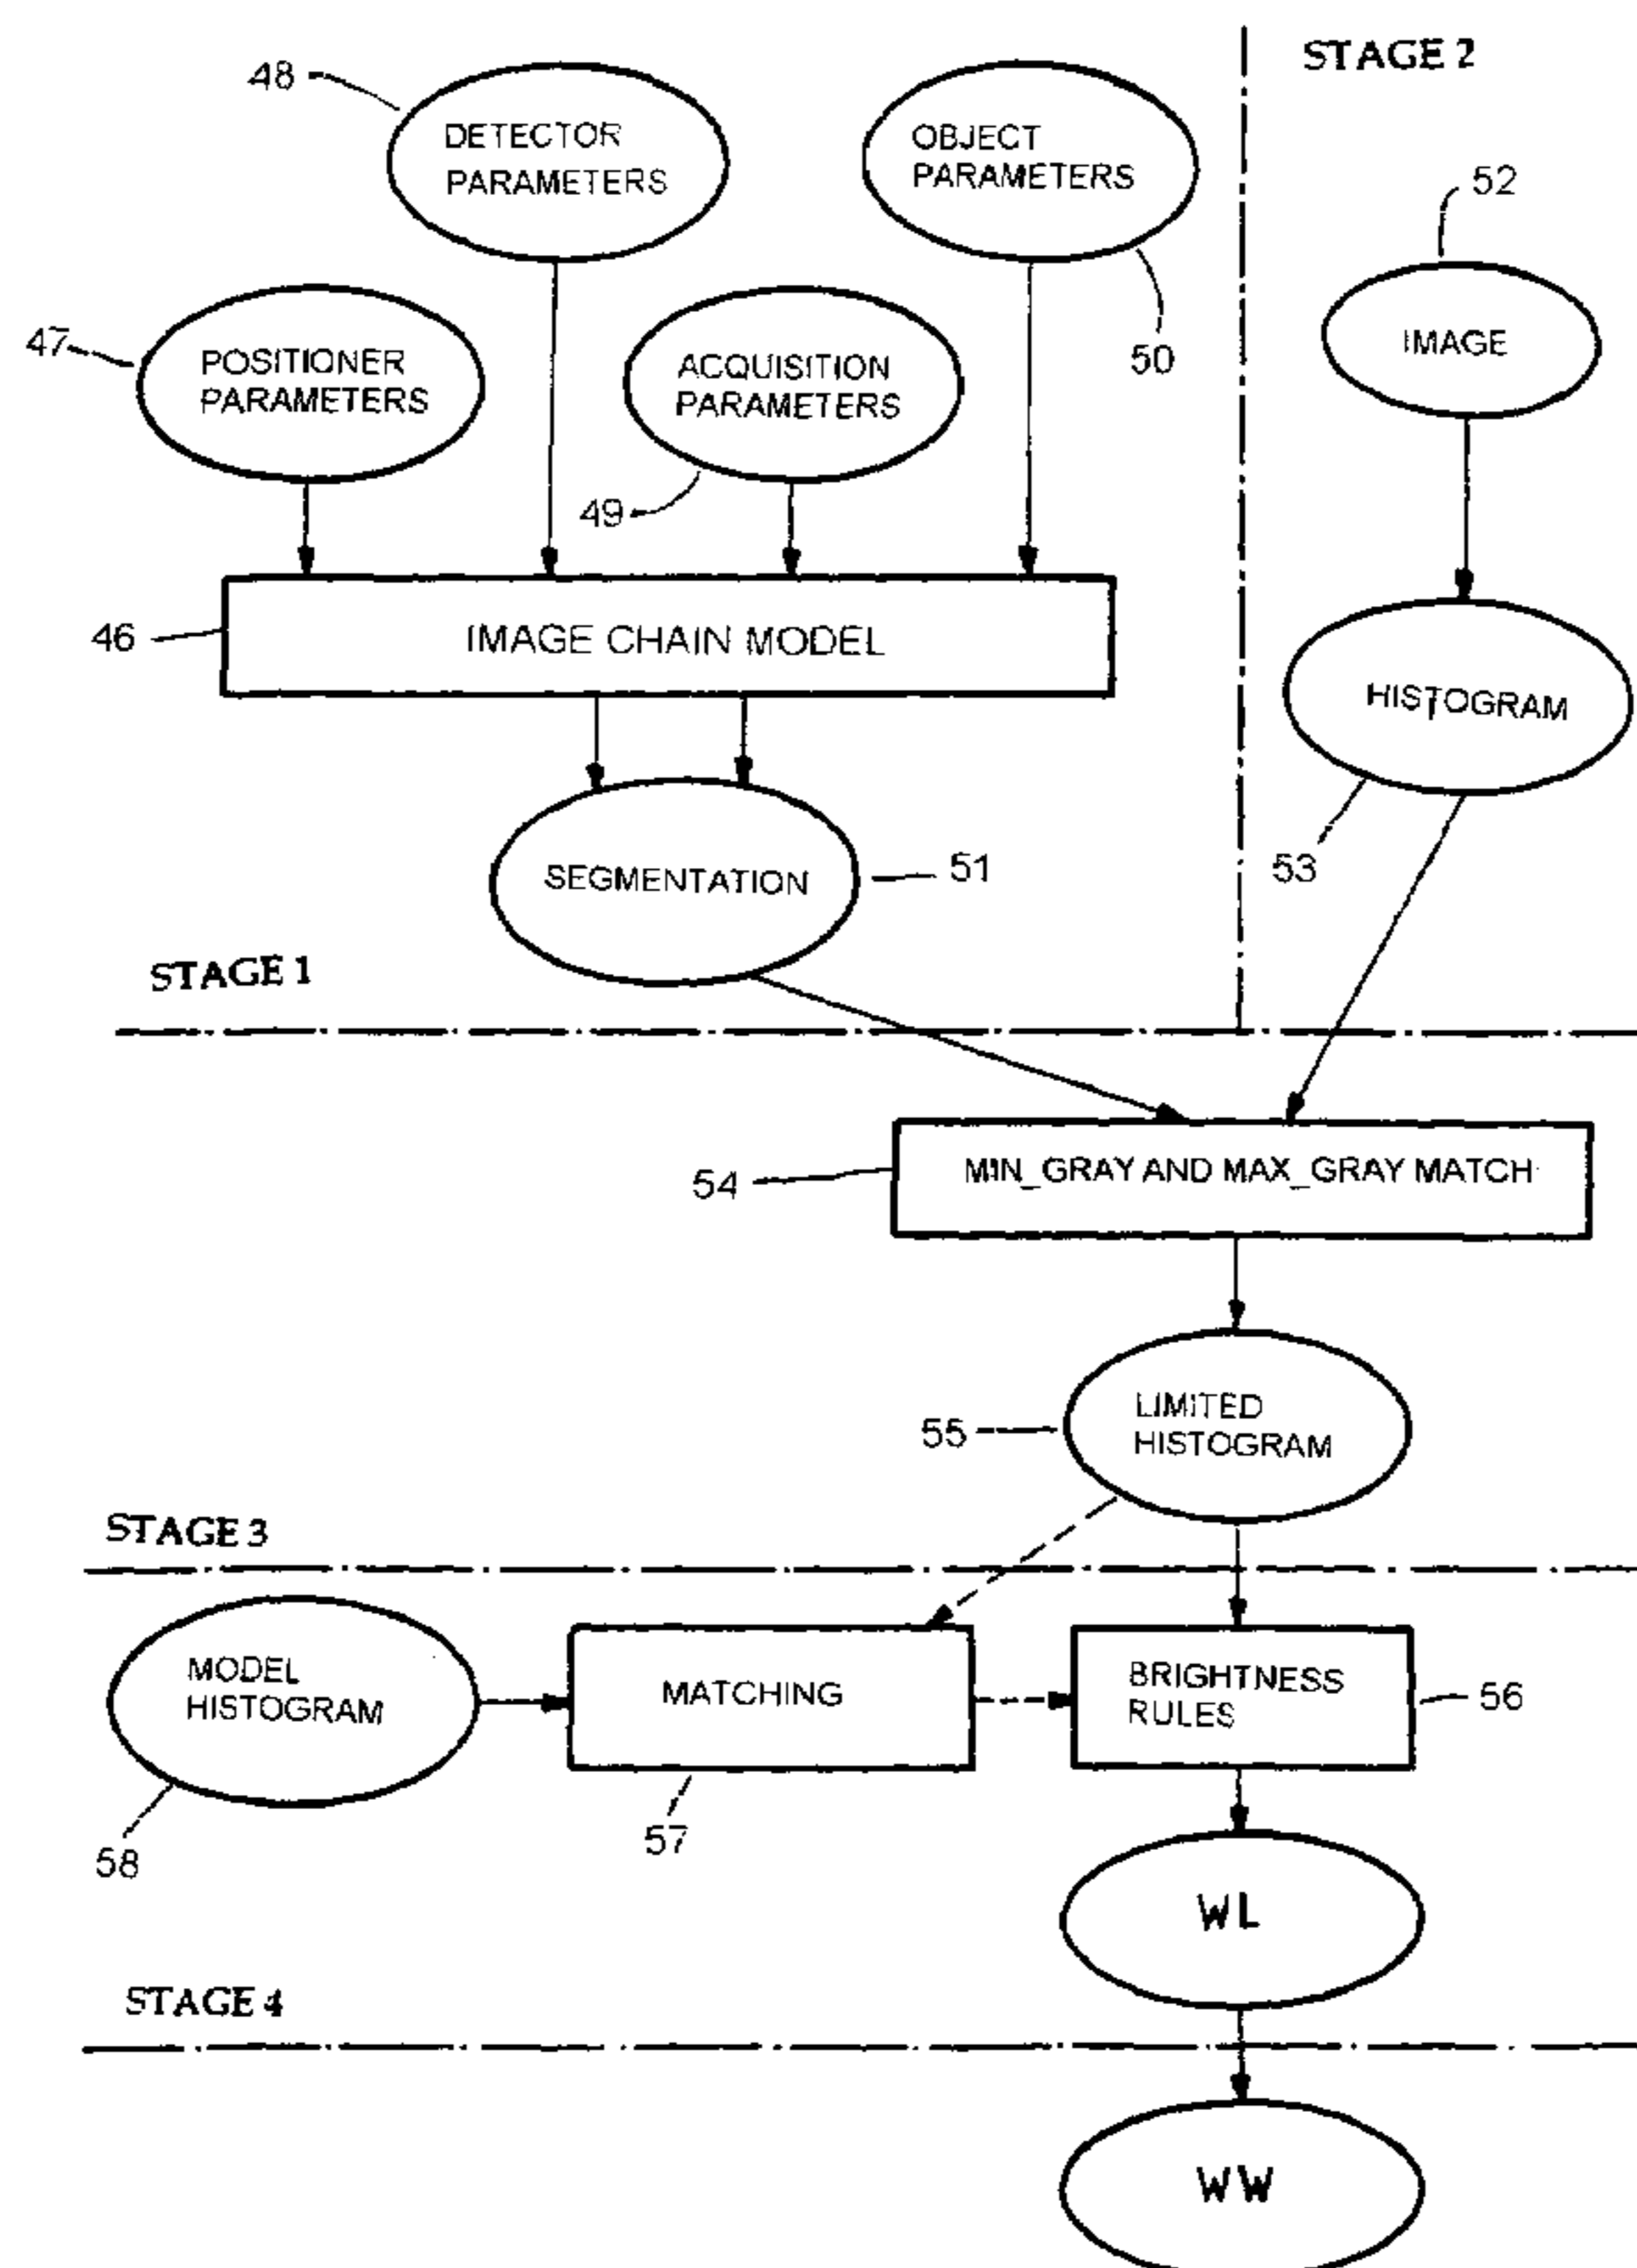 STAGE 2
48
DETECTOR
PARAMETERS
OBJECT
PARAMETERS
52
47
POSITIONER
PARAMETERS
ACQUISITION
PARAMETERS
50
IMAGE
49
46
IMAGE CHAIN MODEL
HISTOGRAM
SEGMENTATION
51
53
STAGE 1
54
MIN_GRAY AND MAX_GRAY MATCH
55
LIMITED
HISTOGRAM
STAGE 3
MODEL
HISTOGRAM
MATCHING
BRIGHTNESS
RULES
56
58
57
WL
STAGE 4
WW